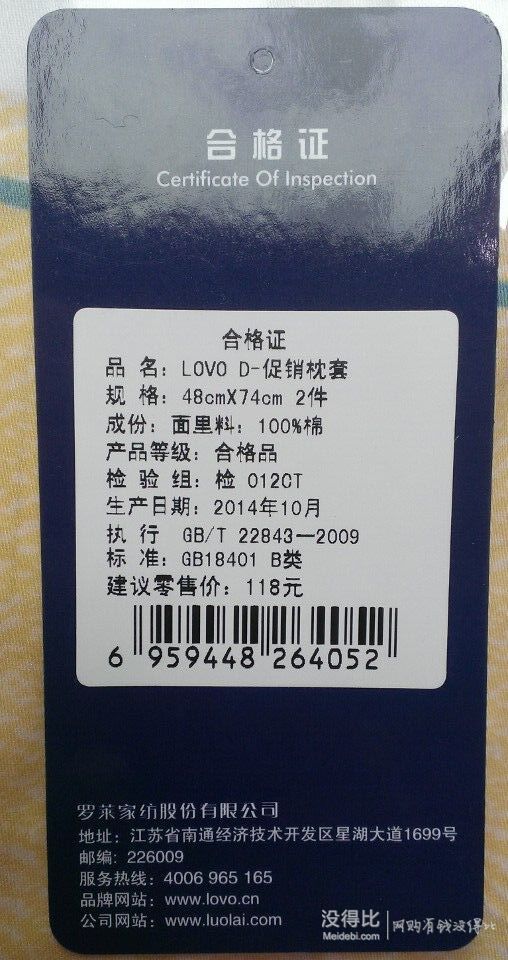 合格证
Certificate Of Inspection
合格证
品 名：LOVO D-促销枕套
规 格：48cmX74cm 2件
成份：面里料：100%棉
产品等级：合格品
检 验 组：检 012CT
生产日期：2014年10月
执 行 GB/T 22843—2009
标 准：GB18401 B类
建议零售价：118元
6 959448 264052
罗莱家纺股份有限公司
地址：江苏省南通经济技术开发区星湖大道1699号
邮编：226009
服务热线：4006 965 165
品牌网站：www.lovo.cn
公司网站：www.luolai.com
没得比 网购有钱没得比
Meidebi.com